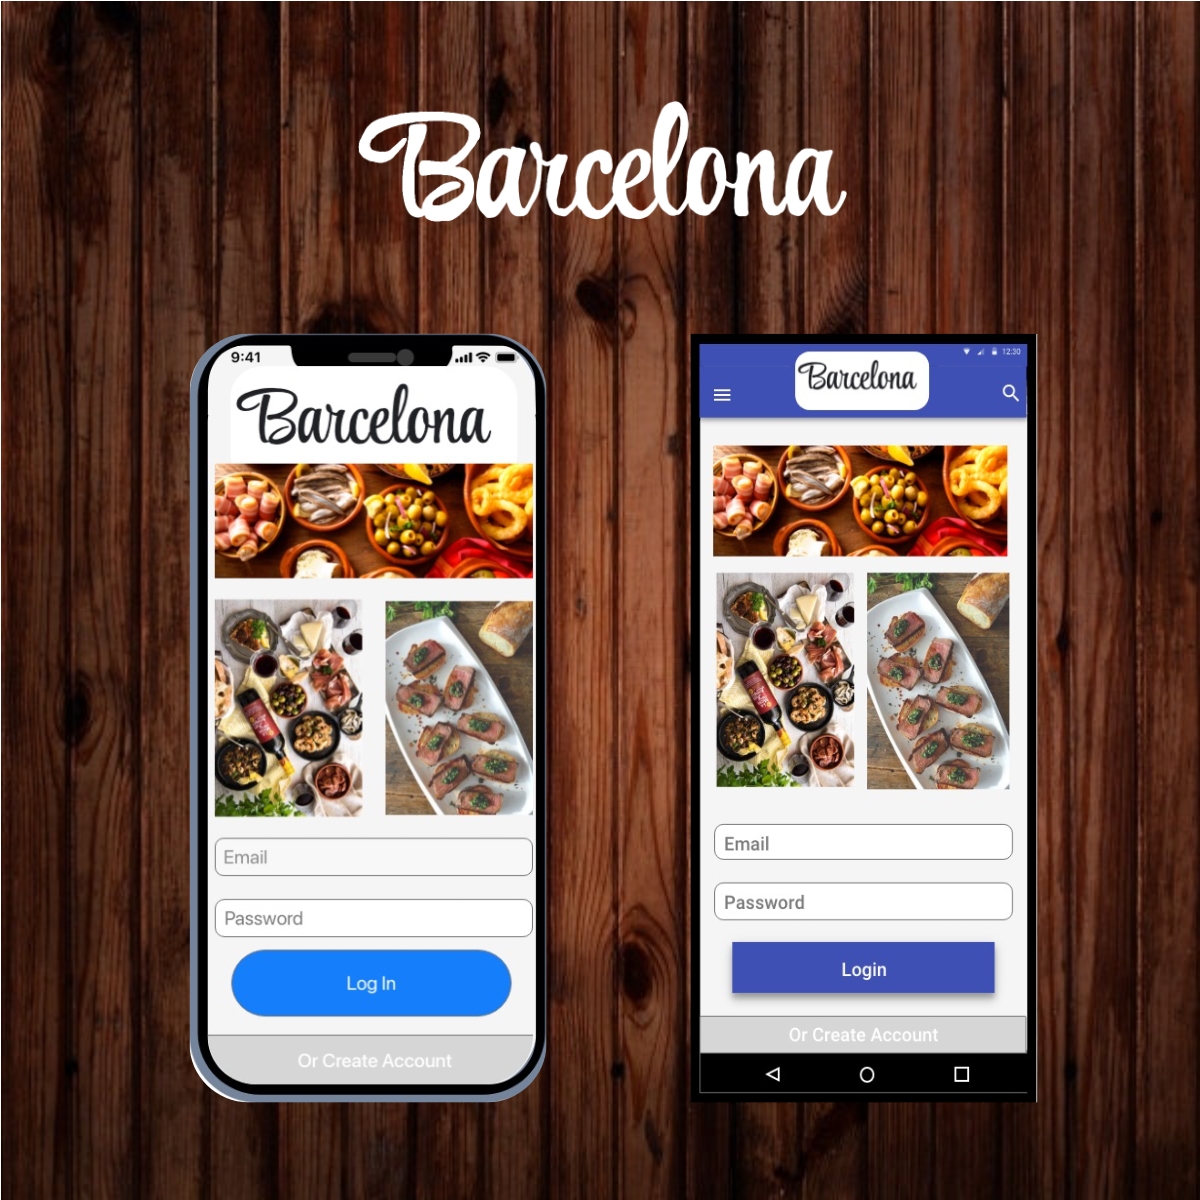 Barcelona
9:41
Barcelona
Email
Password
Log In
Or Create Account
12:30
Barcelona
Email
Password
Login
Or Create Account